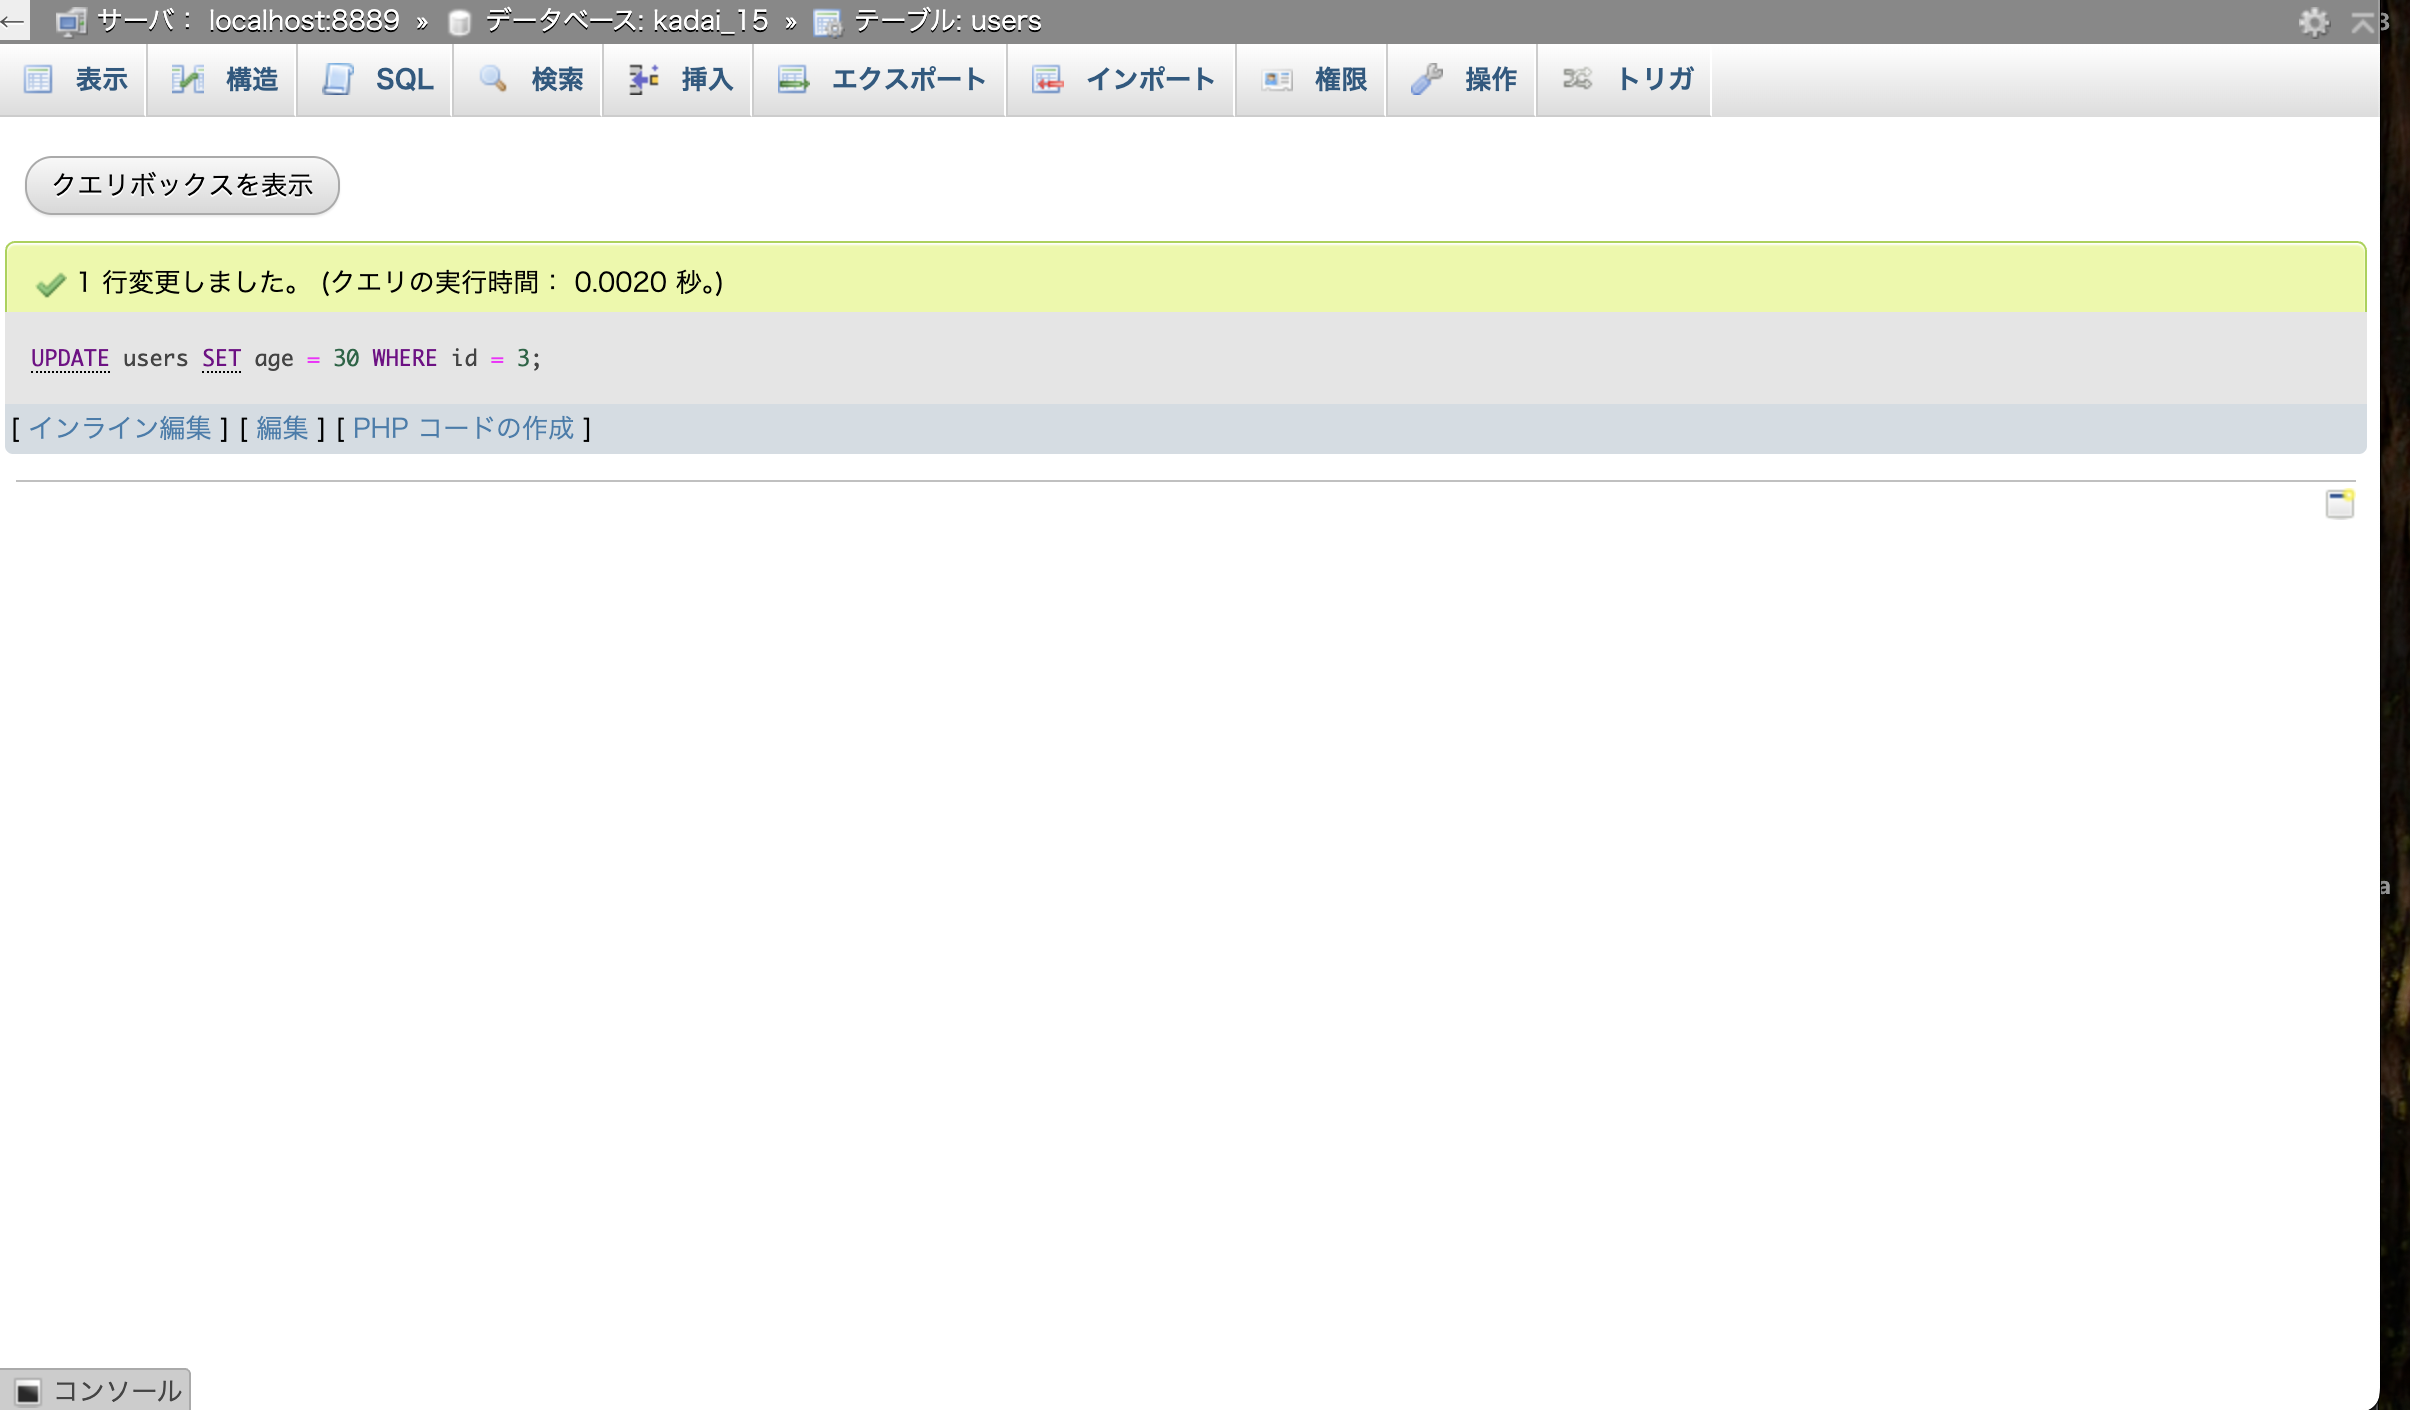 ← サーバ： localhost:8889 » データベース: kadai_15 » テーブル: users
表示 構造 SQL 検索 挿入 エクスポート インポート 権限 操作 トリガ
クエリボックスを表示
1 行変更しました。 (クエリの実行時間： 0.0020 秒。)
UPDATE users SET age = 30 WHERE id = 3;
[ インライン編集 ] [ 編集 ] [ PHP コードの作成 ]
a
コンソール